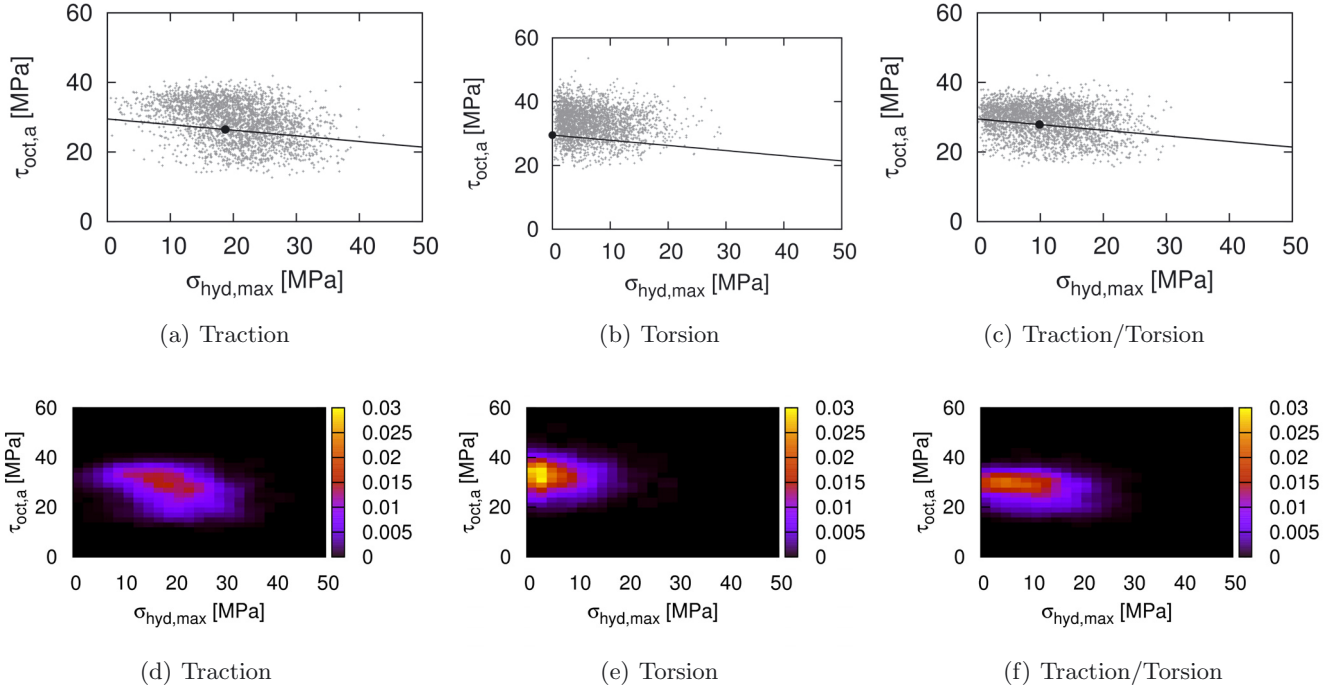 60
40
20
0
τoct,a [MPa]
0 10 20 30 40 50
σhyd,max [MPa]
(a) Traction
60
40
20
0
τoct,a [MPa]
0 10 20 30 40 50
σhyd,max [MPa]
(b) Torsion
60
40
20
0
τoct,a [MPa]
0 10 20 30 40 50
σhyd,max [MPa]
(c) Traction/Torsion
60
40
20
0
τoct,a [MPa]
0 10 20 30 40 50
σhyd,max [MPa]
0.03
0.025
0.02
0.015
0.01
0.005
0
(d) Traction
60
40
20
0
τoct,a [MPa]
0 10 20 30 40 50
σhyd,max [MPa]
0.03
0.025
0.02
0.015
0.01
0.005
0
(e) Torsion
60
40
20
0
τoct,a [MPa]
0 10 20 30 40 50
σhyd,max [MPa]
0.03
0.025
0.02
0.015
0.01
0.005
0
(f) Traction/Torsion